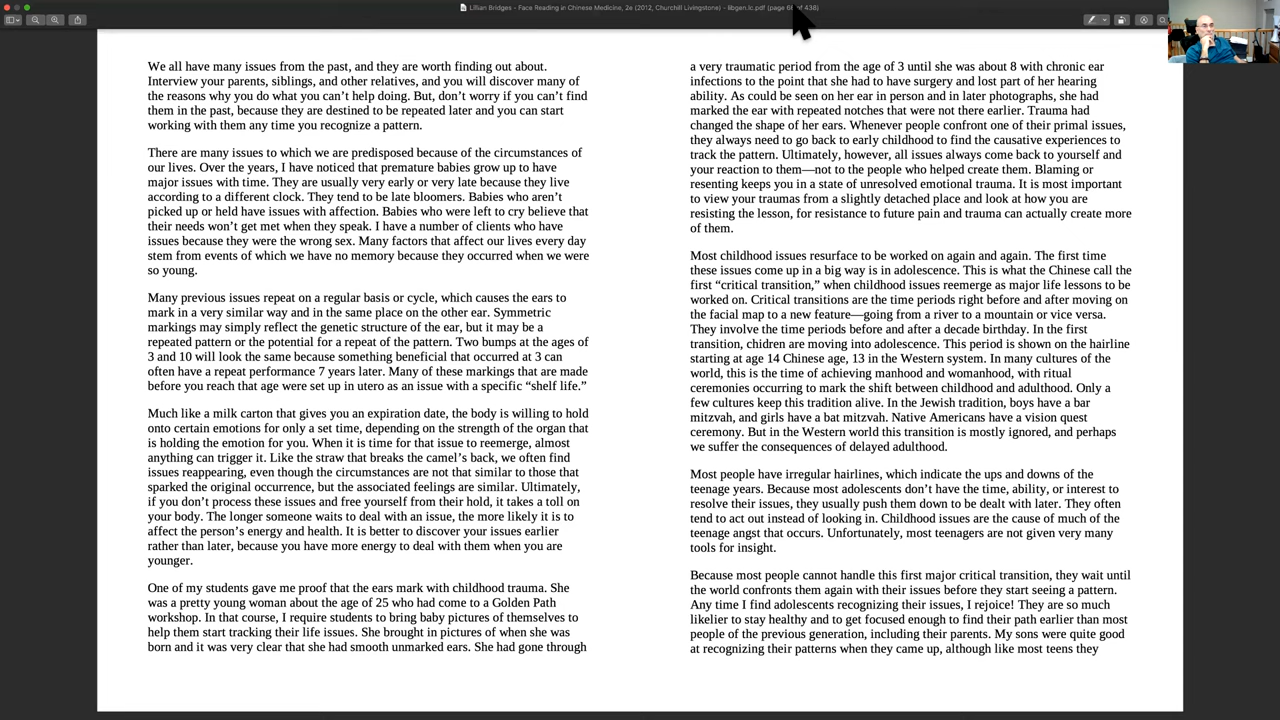 Lillian Bridges - Face Reading in Chinese Medicine, 2e (2012, Churchill Livingstone) - libgen.lc.pdf (page 6 of 438)
We all have many issues from the past, and they are worth finding out about.
Interview your parents, siblings, and other relatives, and you will discover many of
the reasons why you do what you can't help doing. But, don't worry if you can't find
them in the past, because they are destined to be repeated later and you can start
working with them any time you recognize a pattern.
There are many issues to which we are predisposed because of the circumstances of
our lives. Over the years, I have noticed that premature babies grow up to have
major issues with time. They are usually very early or very late because they live
according to a different clock. They tend to be late bloomers. Babies who aren't
picked up or held have issues with affection. Babies who were left to cry believe that
their needs won't get met when they speak. I have a number of clients who have
issues because they were the wrong sex. Many factors that affect our lives every day
stem from events of which we have no memory because they occurred when we were
so young.
Many previous issues repeat on a regular basis or cycle, which causes the ears to
mark in a very similar way and in the same place on the other ear. Symmetric
markings may simply reflect the genetic structure of the ear, but it may be a
repeated pattern or the potential for a repeat of the pattern. Two bumps at the ages of
3 and 10 will look the same because something beneficial that occurred at 3 can
often have a repeat performance 7 years later. Many of these markings that are made
before you reach that age were set up in utero as an issue with a specific “shelf life.”
Much like a milk carton that gives you an expiration date, the body is willing to hold
onto certain emotions for only a set time, depending on the strength of the organ that
is holding the emotion for you. When it is time for that issue to reemerge, almost
anything can trigger it. Like the straw that breaks the camel's back, we often find
issues reappearing, even though the circumstances are not that similar to those that
sparked the original occurrence, but the associated feelings are similar. Ultimately,
if you don't process these issues and free yourself from their hold, it takes a toll on
your body. The longer someone waits to deal with an issue, the more likely it is to
affect the person's energy and health. It is better to discover your issues earlier
rather than later, because you have more energy to deal with them when you are
younger.
One of my students gave me proof that the ears mark with childhood trauma. She
was a pretty young woman about the age of 25 who had come to a Golden Path
workshop. In that course, I require students to bring baby pictures of themselves to
help them start tracking their life issues. She brought in pictures of when she was
born and it was very clear that she had smooth unmarked ears. She had gone through
a very traumatic period from the age of 3 until she was about 8 with chronic ear
infections to the point that she had to have surgery and lost part of her hearing
ability. As could be seen on her ear in person and in later photographs, she had
marked the ear with repeated notches that were not there earlier. Trauma had
changed the shape of her ears. Whenever people confront one of their primal issues,
they always need to go back to early childhood to find the causative experiences to
track the pattern. Ultimately, however, all issues always come back to yourself and
your reaction to them—not to the people who helped create them. Blaming or
resenting keeps you in a state of unresolved emotional trauma. It is most important
to view your traumas from a slightly detached place and look at how you are
resisting the lesson, for resistance to future pain and trauma can actually create more
of them.
Most childhood issues resurface to be worked on again and again. The first time
these issues come up in a big way is in adolescence. This is what the Chinese call the
first “critical transition,” when childhood issues reemerge as major life lessons to be
worked on. Critical transitions are the time periods right before and after moving on
the facial map to a new feature—going from a river to a mountain or vice versa.
They involve the time periods before and after a decade birthday. In the first
transition, chidren are moving into adolescence. This period is shown on the hairline
starting at age 14 Chinese age, 13 in the Western system. In many cultures of the
world, this is the time of achieving manhood and womanhood, with ritual
ceremonies occurring to mark the shift between childhood and adulthood. Only a
few cultures keep this tradition alive. In the Jewish tradition, boys have a bar
mitzvah, and girls have a bat mitzvah. Native Americans have a vision quest
ceremony. But in the Western world this transition is mostly ignored, and perhaps
we suffer the consequences of delayed adulthood.
Most people have irregular hairlines, which indicate the ups and downs of the
teenage years. Because most adolescents don't have the time, ability, or interest to
resolve their issues, they usually push them down to be dealt with later. They often
tend to act out instead of looking in. Childhood issues are the cause of much of the
teenage angst that occurs. Unfortunately, most teenagers are not given very many
tools for insight.
Because most people cannot handle this first major critical transition, they wait until
the world confronts them again with their issues before they start seeing a pattern.
Any time I find adolescents recognizing their issues, I rejoice! They are so much
likelier to stay healthy and to get focused enough to find their path earlier than most
people of the previous generation, including their parents. My sons were quite good
at recognizing their patterns when they came up, although like most teens they